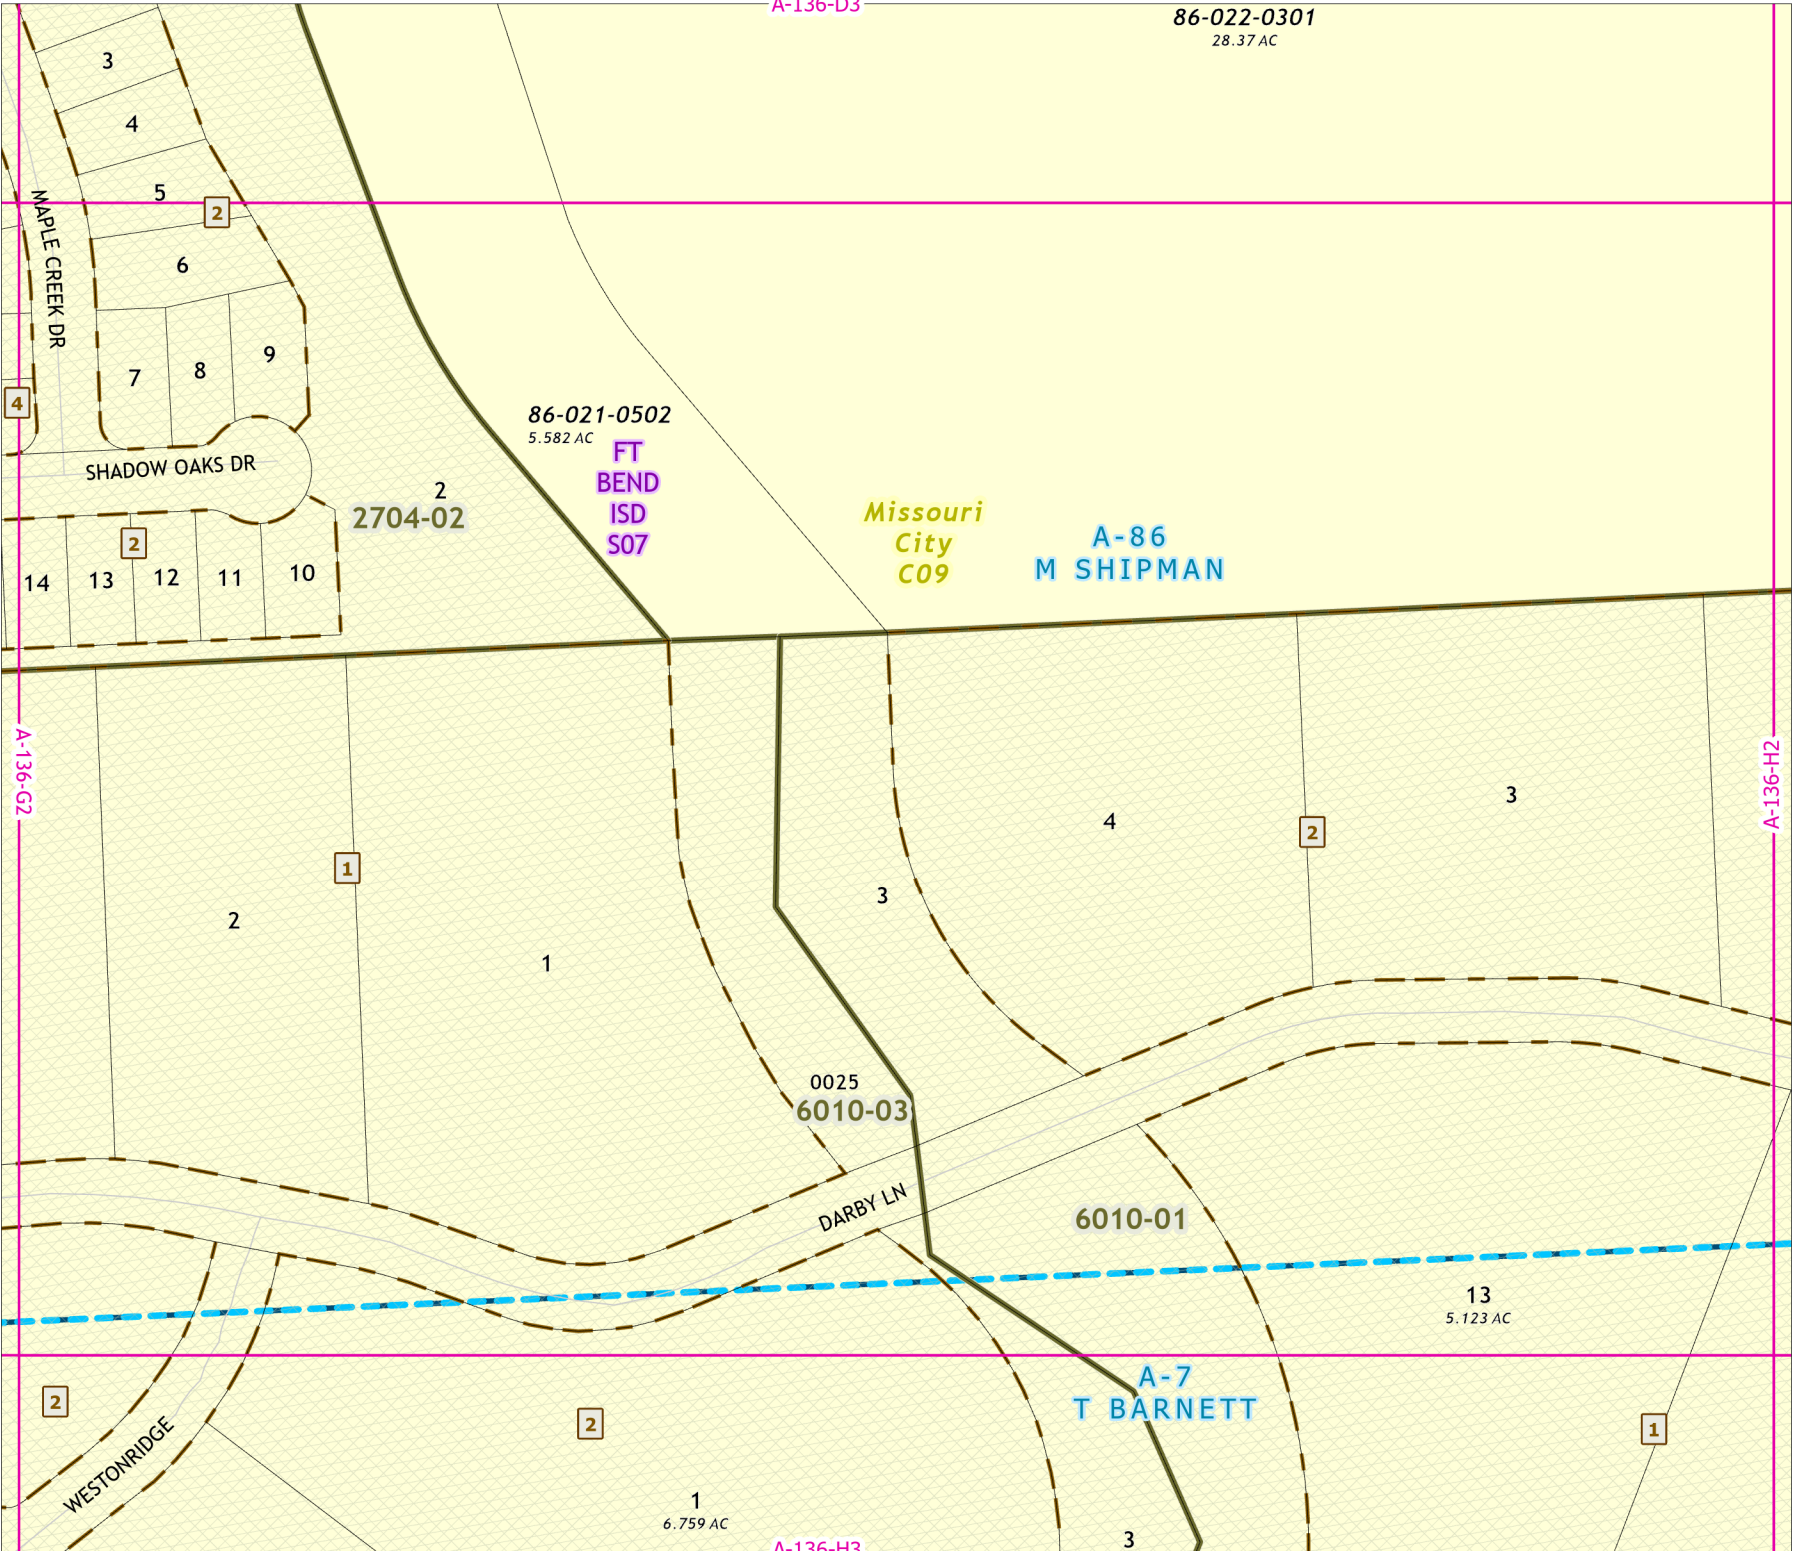 A-136-D3
86-022-0301
28.37 AC
3
4
5
2
6
MAPLE CREEK DR
7
8
9
4
SHADOW OAKS DR
86-021-0502
5.582 AC
FT
BEND
ISD
S07
2
2704-02
Missouri
City
C09
A-86
M SHIPMAN
2
14
13
12
11
10
A-136-G2
A-136-H2
3
4
2
1
3
2
1
0025
6010-03
DARBY LN
6010-01
13
5.123 AC
A-7
T BARNETT
2
2
1
WESTONRIDGE
1
6.759 AC
3
A-136-H3